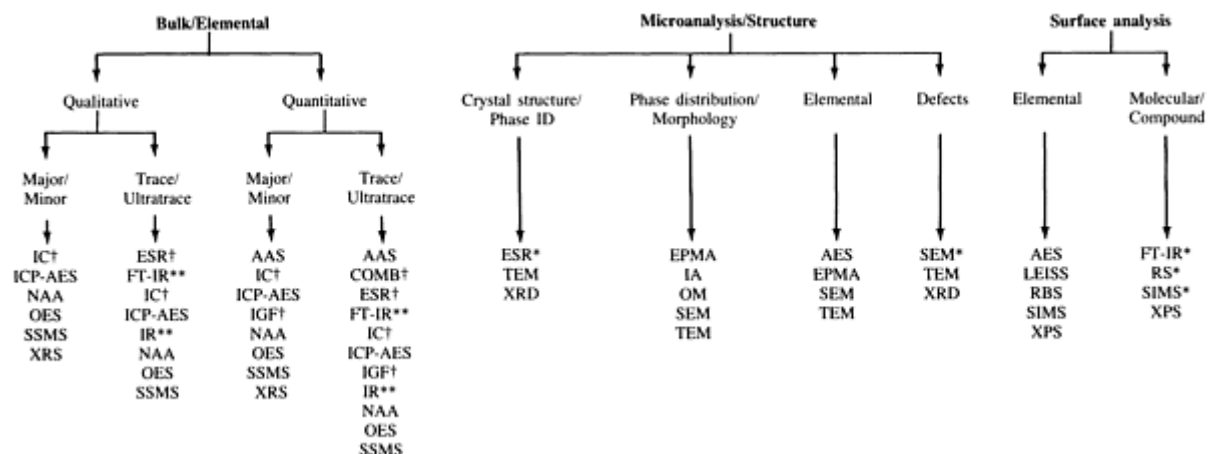 Bulk/Elemental
Qualitative
Major/
Minor
IC†
ICP-AES
NAA
OES
SSMS
XRS
Trace/
Ultratrace
ESR†
FT-IR**
IC†
ICP-AES
IR**
NAA
OES
SSMS
Quantitative
Major/
Minor
AAS
IC†
ICP-AES
IGF†
NAA
OES
SSMS
XRS
Trace/
Ultratrace
AAS
COMB†
ESR†
FT-IR**
IC†
ICP-AES
IGF†
IR**
NAA
OES
SSMS
Microanalysis/Structure
Crystal structure/
Phase ID
ESR*
TEM
XRD
Phase distribution/
Morphology
EPMA
IA
OM
SEM
TEM
Elemental
AES
EPMA
SEM
TEM
Defects
SEM*
TEM
XRD
Surface analysis
Elemental
AES
LEISS
RBS
SIMS
XPS
Molecular/
Compound
FT-IR*
RS*
SIMS*
XPS